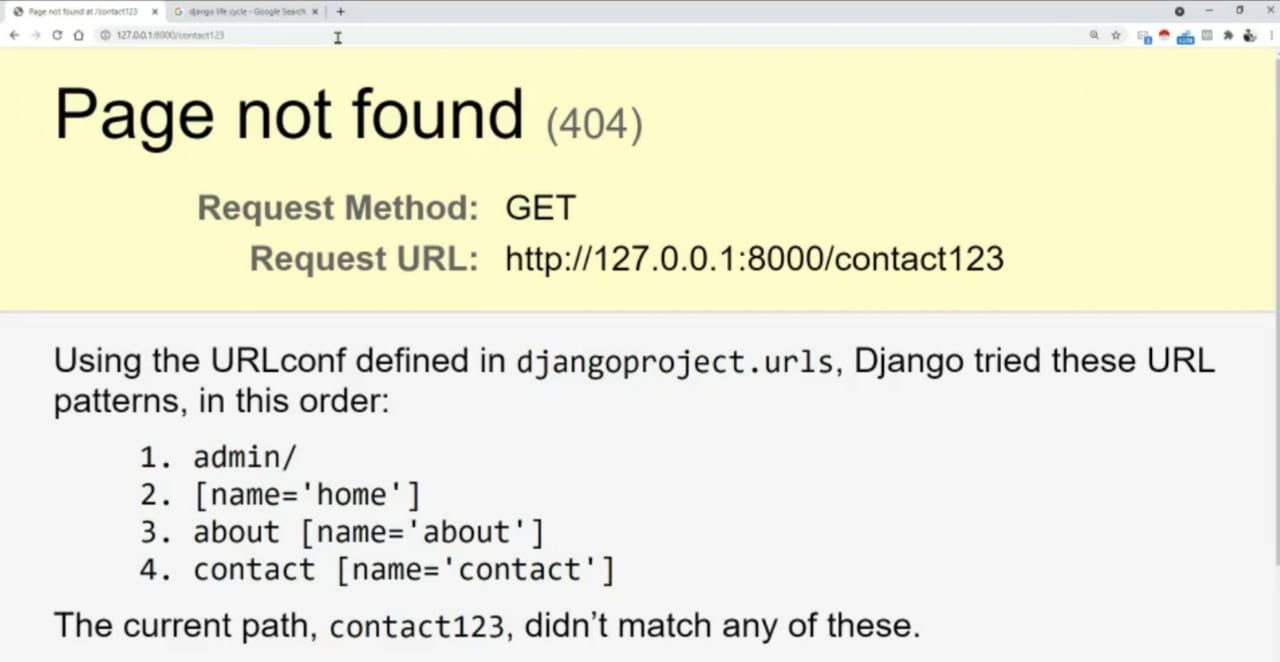 Page not found at /contact123
django life cycle - Google Search
127.0.0.1:8000/contact123
Page not found (404)
Request Method: GET
Request URL: http://127.0.0.1:8000/contact123
Using the URLconf defined in djangoproject.urls, Django tried these URL
patterns, in this order:
1. admin/
2. [name='home']
3. about [name='about']
4. contact [name='contact']
The current path, contact123, didn’t match any of these.